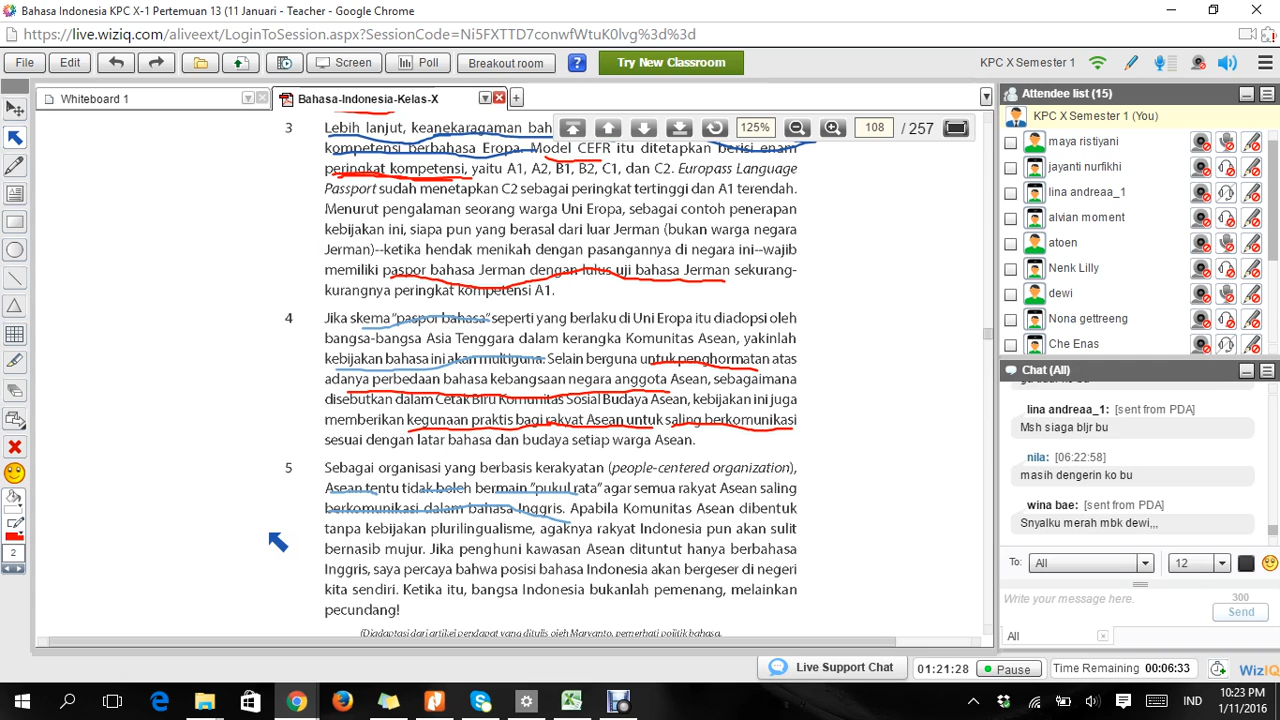 Bahasa Indonesia KPC X-1 Pertemuan 13 (11 Januari - Teacher - Google Chrome
https://live.wiziq.com/aliveext/LoginToSession.aspx?SessionCode=Ni5FXTTD7conwfWtuK0lvg%3d%3d
File Edit Screen Poll Breakout room ? Try New Classroom KPC X Semester 1
Whiteboard 1 Bahasa-Indonesia-Kelas-X
125% 108 / 257
3 Lebih lanjut, keanekaragaman bah
kompetensi berbahasa Eropa. Model CEFR itu ditetapkan berisi enam
peringkat kompetensi, yaitu A1, A2, B1, B2, C1, dan C2. Europass Language
Passport sudah menetapkan C2 sebagai peringkat tertinggi dan A1 terendah.
Menurut pengalaman seorang warga Uni Eropa, sebagai contoh penerapan
kebijakan ini, siapa pun yang berasal dari luar Jerman (bukan warga negara
Jerman)--ketika hendak menikah dengan pasangannya di negara ini--wajib
memiliki paspor bahasa Jerman dengan lulus uji bahasa Jerman sekurang-
kurangnya peringkat kompetensi A1.
4 Jika skema "paspor bahasa" seperti yang berlaku di Uni Eropa itu diadopsi oleh
bangsa-bangsa Asia Tenggara dalam kerangka Komunitas Asean, yakinlah
kebijakan bahasa ini akan multiguna. Selain berguna untuk penghormatan atas
adanya perbedaan bahasa kebangsaan negara anggota Asean, sebagaimana
disebutkan dalam Cetak Biru Komunitas Sosial Budaya Asean, kebijakan ini juga
memberikan kegunaan praktis bagi rakyat Asean untuk saling berkomunikasi
sesuai dengan latar bahasa dan budaya setiap warga Asean.
5 Sebagai organisasi yang berbasis kerakyatan (people-centered organization),
Asean tentu tidak boleh bermain "pukul rata" agar semua rakyat Asean saling
berkomunikasi dalam bahasa Inggris. Apabila Komunitas Asean dibentuk
tanpa kebijakan plurilingualisme, agaknya rakyat Indonesia pun akan sulit
bernasib mujur. Jika penghuni kawasan Asean dituntut hanya berbahasa
Inggris, saya percaya bahwa posisi bahasa Indonesia akan bergeser di negeri
kita sendiri. Ketika itu, bangsa Indonesia bukanlah pemenang, melainkan
pecundang!
(Diadaptasi dari artikel pendapat yang ditulis oleh Maryanto, pemerhati politik bahasa,
2
Attendee list (15)
KPC X Semester 1 (You)
maya ristiyani
jayanti nurfikhi
lina andreaa_1
alvian moment
atoen
Nenk Lilly
dewi
Nona gettreeng
Che Enas
Chat (All)
lina andreaa_1: [sent from PDA]
Msh siaga bljr bu
nila: [06:22:58]
masih dengerin ko bu
wina bae: [sent from PDA]
Snyalku merah mbk dewi,,,
To: All 12
Write your message here. 300
Send
All
Live Support Chat 01:21:28 Pause Time Remaining 00:06:33 WizIQ
IND 10:23 PM
1/11/2016